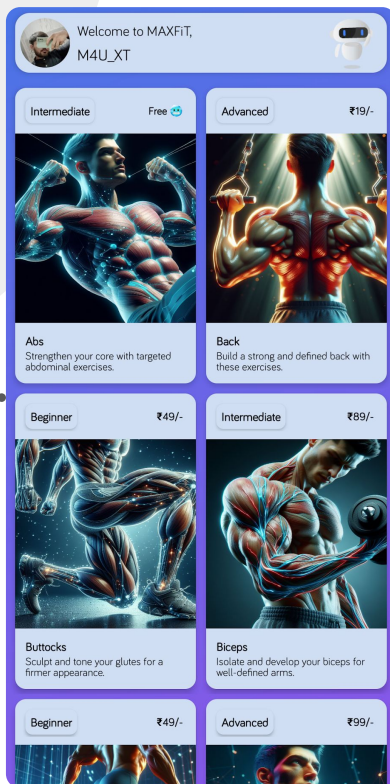 Welcome to MAXFiT,
M4U_XT
Intermediate
Free
Advanced
₹19/-
Abs
Strengthen your core with targeted
abdominal exercises.
Back
Build a strong and defined back with
these exercises.
Beginner
₹49/-
Intermediate
₹89/-
Buttocks
Sculpt and tone your glutes for a
firmer appearance.
Biceps
Isolate and develop your biceps for
well-defined arms.
Beginner
₹49/-
Advanced
₹99/-